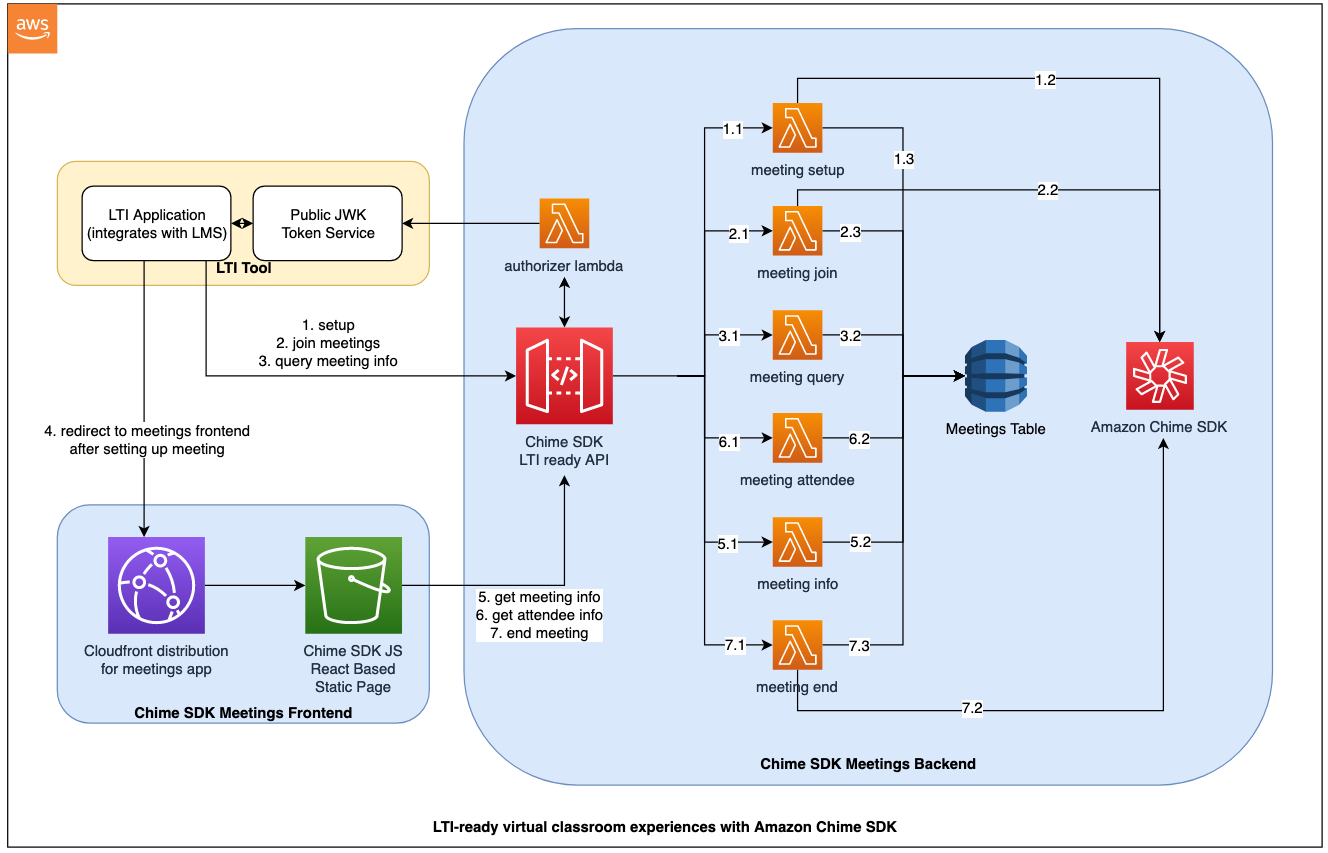 aws
1.2
1.1
meeting setup
1.3
2.2
LTI Application
(integrates with LMS)
Public JWK
Token Service
LTI Tool
authorizer lambda
2.1
2.3
meeting join
1. setup
2. join meetings
3. query meeting info
</>
3.1
3.2
meeting query
Chime SDK
LTI ready API
Meetings Table
Amazon Chime SDK
4. redirect to meetings frontend
after setting up meeting
6.1
6.2
meeting attendee
5.1
5.2
meeting info
5. get meeting info
6. get attendee info
7. end meeting
7.1
7.3
meeting end
7.2
Cloudfront distribution
for meetings app
Chime SDK JS
React Based
Static Page
Chime SDK Meetings Frontend
Chime SDK Meetings Backend
LTI-ready virtual classroom experiences with Amazon Chime SDK